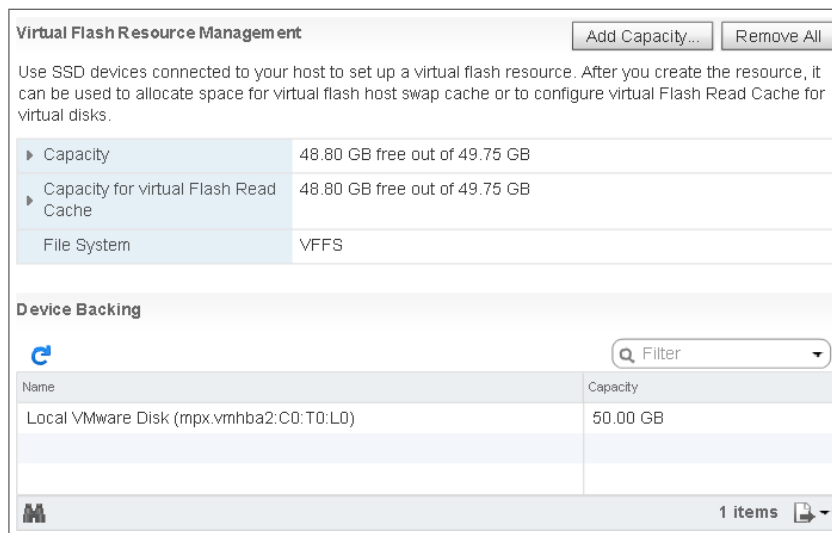 Virtual Flash Resource Management
Add Capacity... Remove All
Use SSD devices connected to your host to set up a virtual flash resource. After you create the resource, it
can be used to allocate space for virtual flash host swap cache or to configure virtual Flash Read Cache for
virtual disks.
Capacity 48.80 GB free out of 49.75 GB
Capacity for virtual Flash Read 48.80 GB free out of 49.75 GB
Cache
File System VFFS
Device Backing
Filter
Name Capacity
Local VMware Disk (mpx.vmhba2:C0:T0:L0) 50.00 GB
1 items